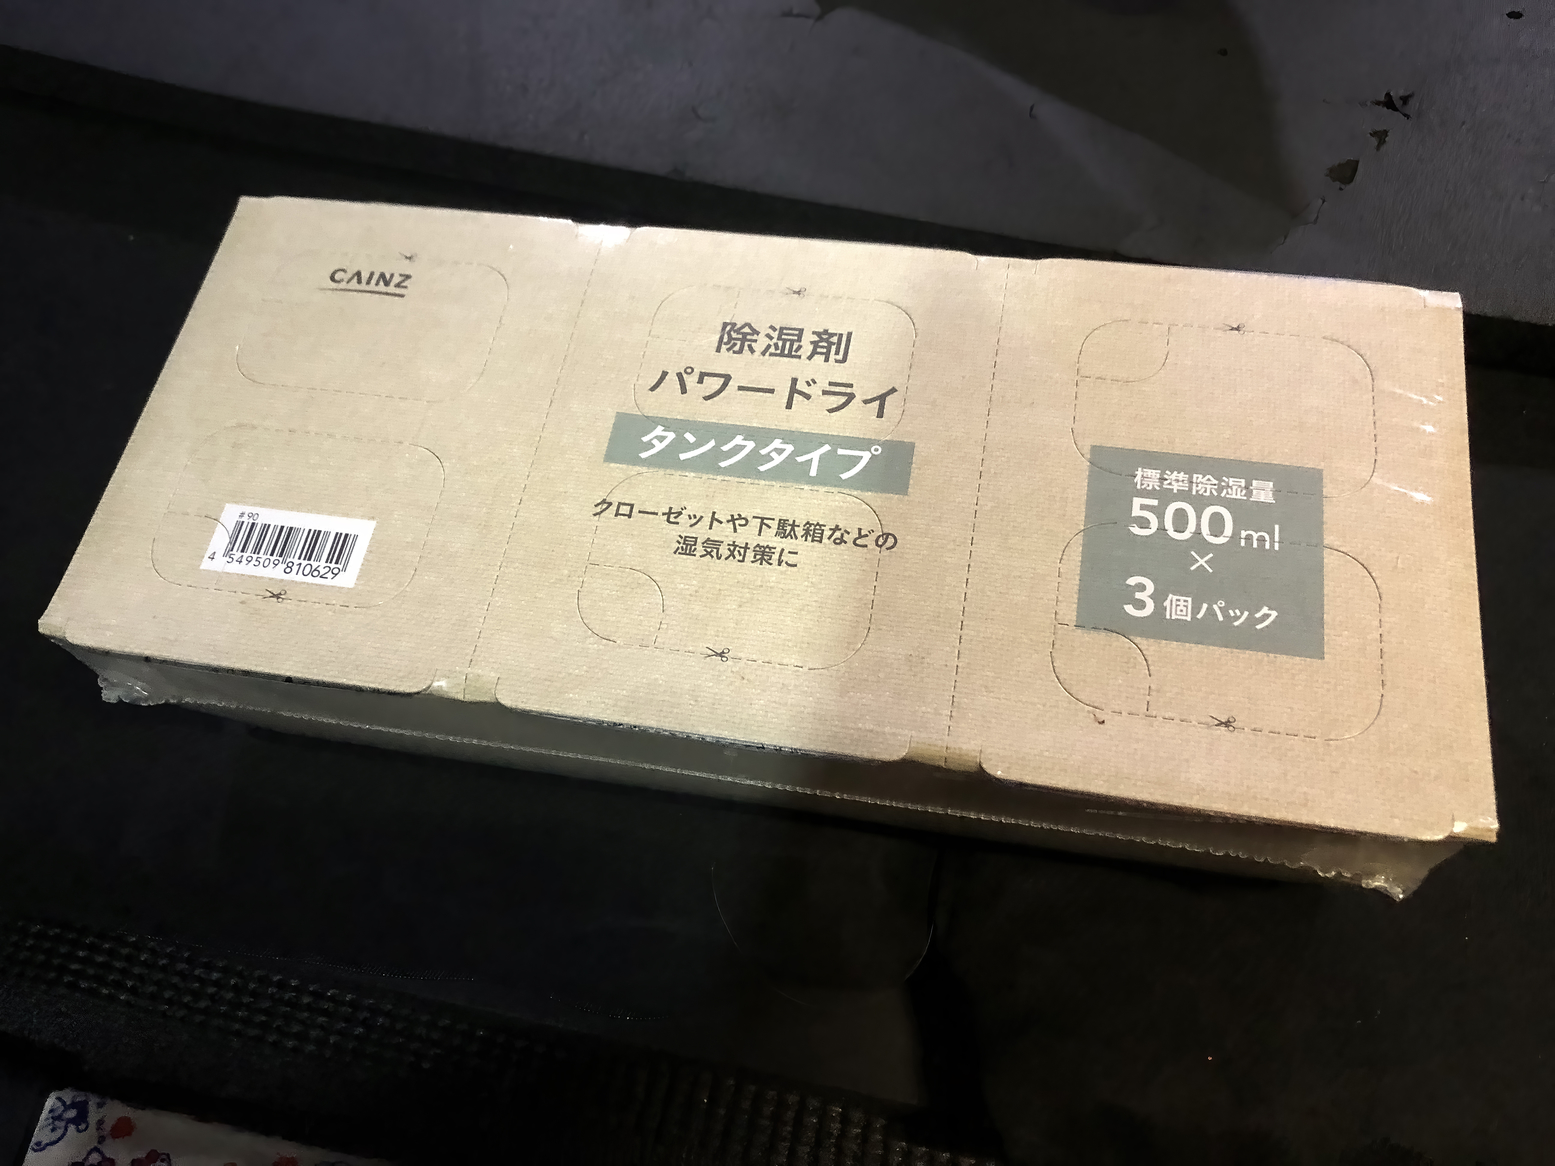 CAINZ
除湿剤
パワードライ
タンクタイプ
クローゼットや下駄箱などの
湿気対策に
標準除湿量
500ml
×
3個パック
#90
4 549509 810629